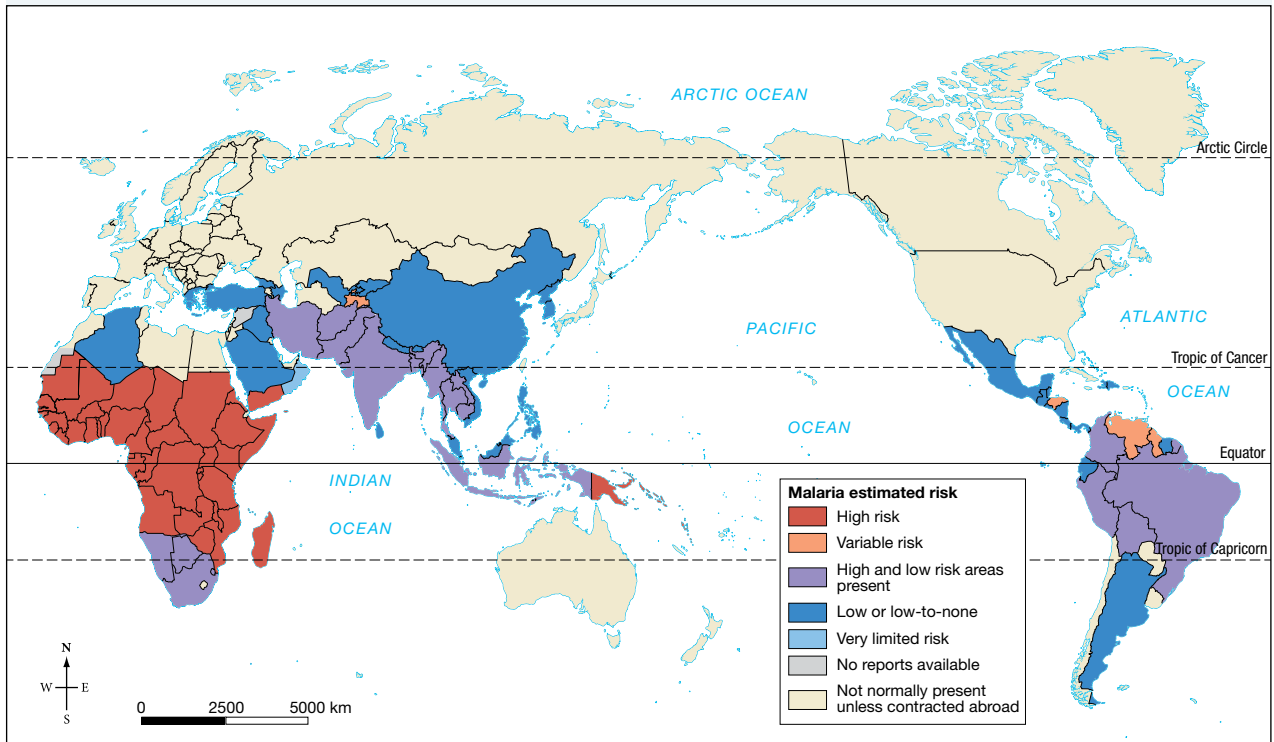 ARCTIC OCEAN
Arctic Circle
PACIFIC
ATLANTIC
Tropic of Cancer
OCEAN
OCEAN
Equator
INDIAN
OCEAN
Tropic of Capricorn
Malaria estimated risk
High risk
Variable risk
High and low risk areas
present
Low or low-to-none
Very limited risk
No reports available
Not normally present
unless contracted abroad
N
W E
S
0 2500 5000 km